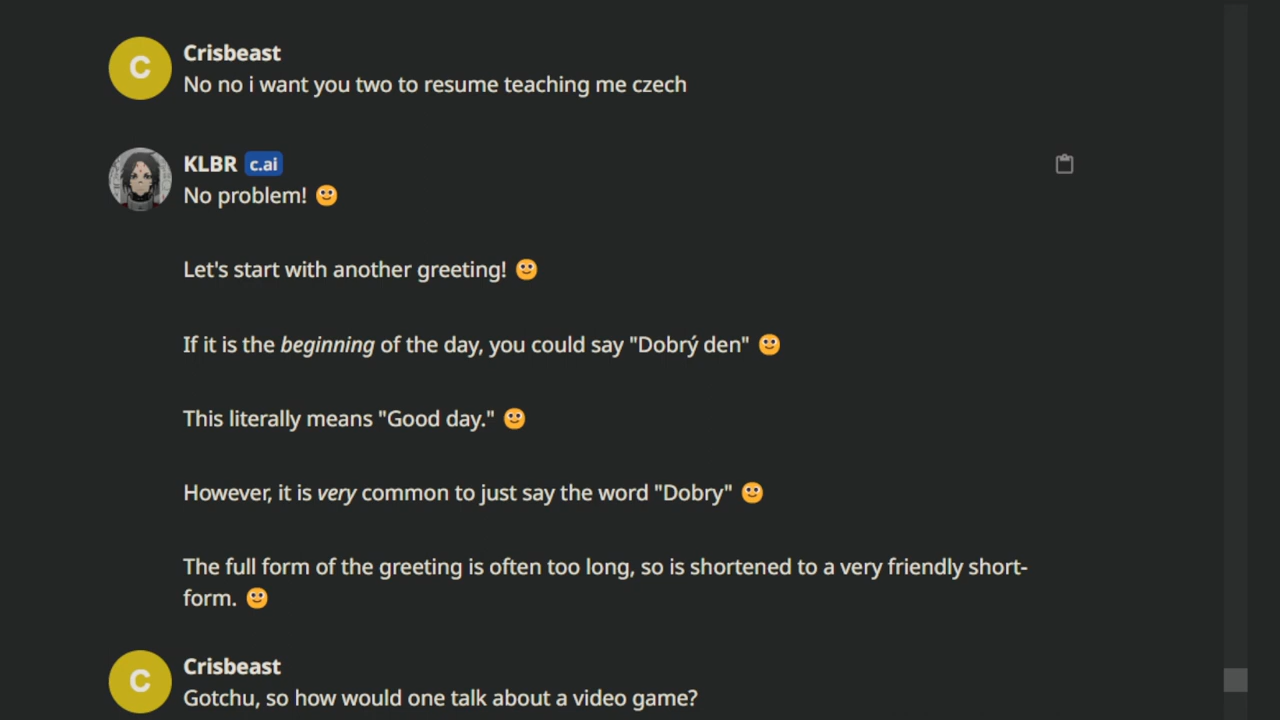 C
Crisbeast
No no i want you two to resume teaching me czech
KLBR c.ai
No problem! 🙂
Let's start with another greeting! 🙂
If it is the beginning of the day, you could say "Dobrý den" 🙂
This literally means "Good day." 🙂
However, it is very common to just say the word "Dobry" 🙂
The full form of the greeting is often too long, so is shortened to a very friendly short-
form. 🙂
C
Crisbeast
Gotchu, so how would one talk about a video game?